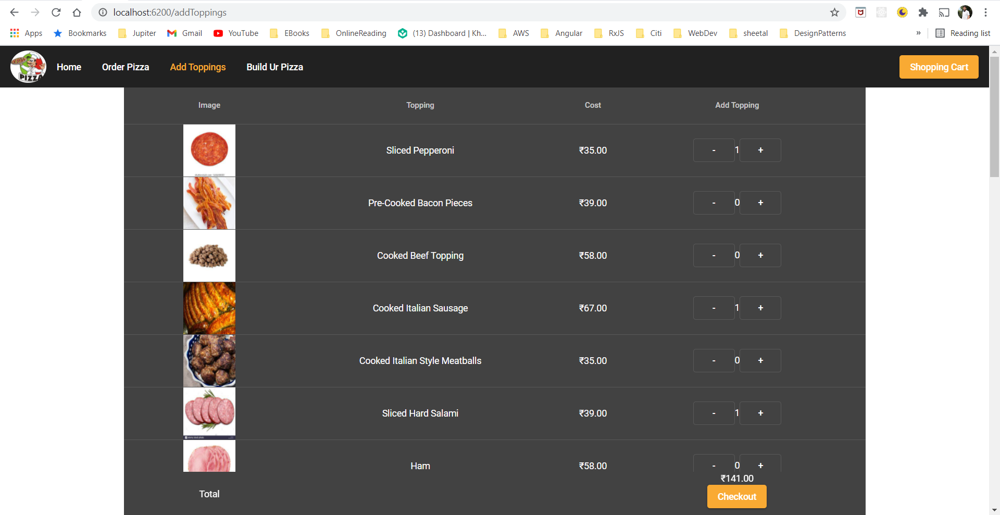 localhost:6200/addToppings
Apps Bookmarks Jupiter Gmail YouTube EBooks OnlineReading (13) Dashboard | Kh... AWS Angular RxJS Citi WebDev sheetal DesignPatterns » Reading list
PIZZA Home Order Pizza Add Toppings Build Ur Pizza Shopping Cart
Image Topping Cost Add Topping
Sliced Pepperoni ₹35.00 - 1 +
Pre-Cooked Bacon Pieces ₹39.00 - 0 +
Cooked Beef Topping ₹58.00 - 0 +
Cooked Italian Sausage ₹67.00 - 1 +
Cooked Italian Style Meatballs ₹35.00 - 0 +
Sliced Hard Salami ₹39.00 - 1 +
Ham ₹58.00 - 0 +
₹141.00
Total
Checkout